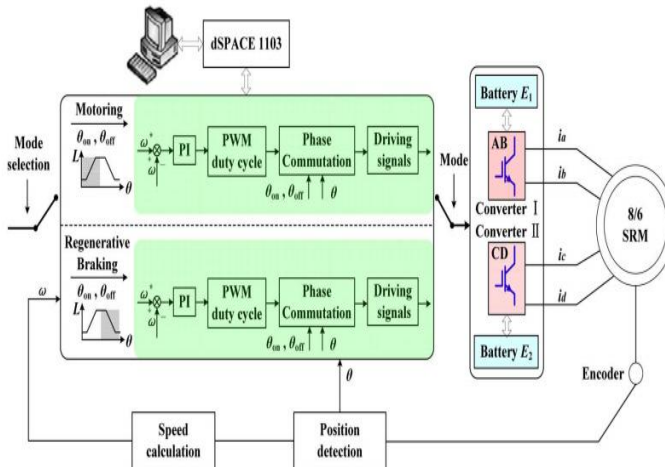 dSPACE 1103
Mode
selection
Motoring
θon , θoff
L
θ
ω*
+
−
ω
PI
PWM
duty cycle
Phase
Commutation
Driving
signals
θon , θoff
θ
Mode
Battery E1
AB
Converter Ⅰ
Converter Ⅱ
CD
Battery E2
ia
ib
ic
id
8/6
SRM
Regenerative
Braking
θon , θoff
L
θ
ω
ω*
+
−
ω
PI
PWM
duty cycle
Phase
Commutation
Driving
signals
θon , θoff
θ
θ
Encoder
Speed
calculation
Position
detection